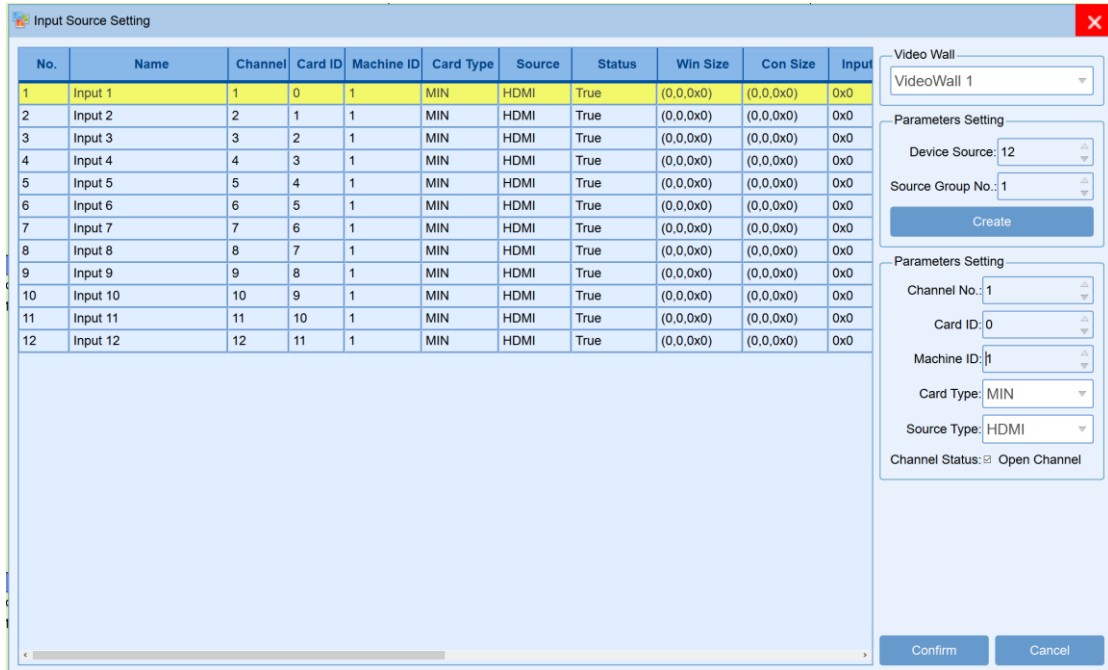 Input Source Setting
No. Name Channel Card ID Machine ID Card Type Source Status Win Size Con Size Input
1 Input 1 1 0 1 MIN HDMI True (0,0,0x0) (0,0,0x0) 0x0
2 Input 2 2 1 1 MIN HDMI True (0,0,0x0) (0,0,0x0) 0x0
3 Input 3 3 2 1 MIN HDMI True (0,0,0x0) (0,0,0x0) 0x0
4 Input 4 4 3 1 MIN HDMI True (0,0,0x0) (0,0,0x0) 0x0
5 Input 5 5 4 1 MIN HDMI True (0,0,0x0) (0,0,0x0) 0x0
6 Input 6 6 5 1 MIN HDMI True (0,0,0x0) (0,0,0x0) 0x0
7 Input 7 7 6 1 MIN HDMI True (0,0,0x0) (0,0,0x0) 0x0
8 Input 8 8 7 1 MIN HDMI True (0,0,0x0) (0,0,0x0) 0x0
9 Input 9 9 8 1 MIN HDMI True (0,0,0x0) (0,0,0x0) 0x0
10 Input 10 10 9 1 MIN HDMI True (0,0,0x0) (0,0,0x0) 0x0
11 Input 11 11 10 1 MIN HDMI True (0,0,0x0) (0,0,0x0) 0x0
12 Input 12 12 11 1 MIN HDMI True (0,0,0x0) (0,0,0x0) 0x0
Video Wall
VideoWall 1
Parameters Setting
Device Source: 12
Source Group No.: 1
Create
Parameters Setting
Channel No.: 1
Card ID: 0
Machine ID: 1
Card Type: MIN
Source Type: HDMI
Channel Status: Open Channel
Confirm Cancel